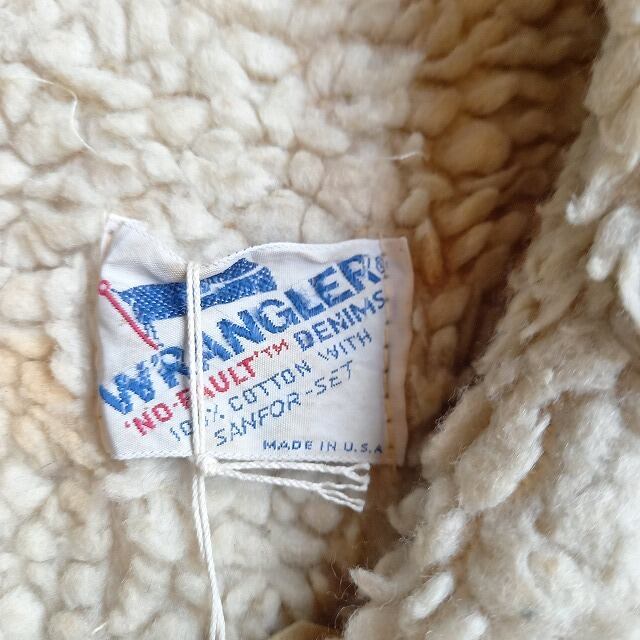 WRANGLER®
'NO-FAULT'™ DENIMS
100% COTTON WITH
SANFOR-SET
MADE IN U.S.A